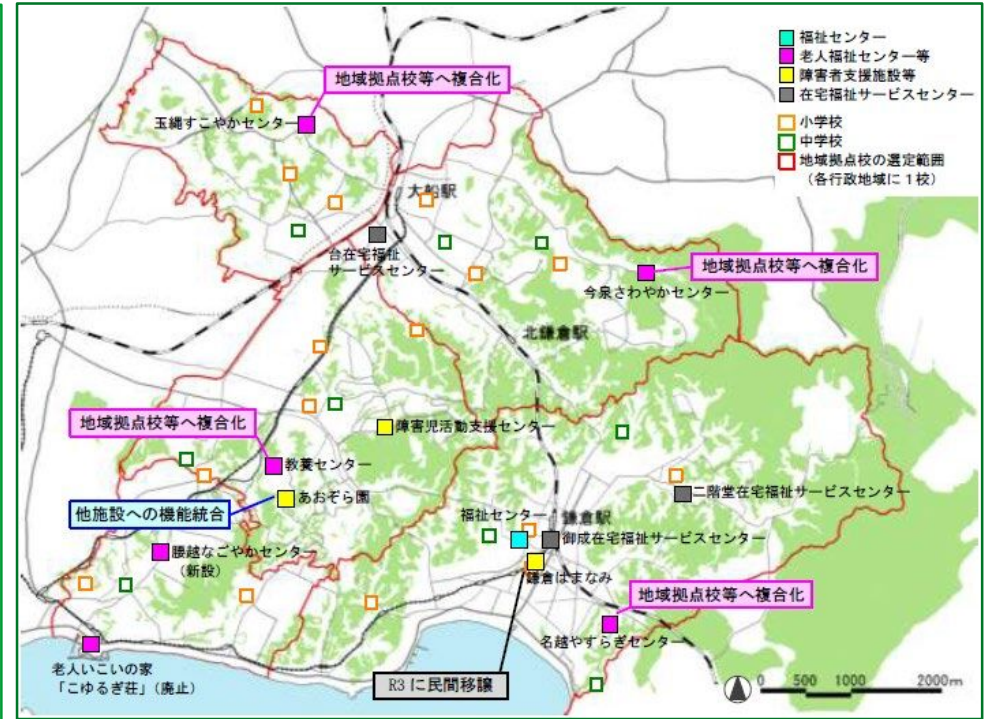 福祉センター
老人福祉センター等
障害者支援施設等
在宅福祉サービスセンター
小学校
中学校
地域拠点校の選定範囲
（各行政地域に１校）
地域拠点校等へ複合化
玉縄すこやかセンター
大船駅
台在宅福祉
サービスセンター
地域拠点校等へ複合化
今泉さわやかセンター
北鎌倉駅
地域拠点校等へ複合化
障害児活動支援センター
教養センター
あおぞら園
他施設への機能統合
二階堂在宅福祉サービスセンター
福祉センター
鎌倉駅
御成在宅福祉サービスセンター
腰越なごやかセンター
（新設）
鎌倉はまなみ
地域拠点校等へ複合化
名越やすらぎセンター
老人いこいの家
「こゆるぎ荘」（廃止）
R3に民間移譲
0 500 1000 2000m